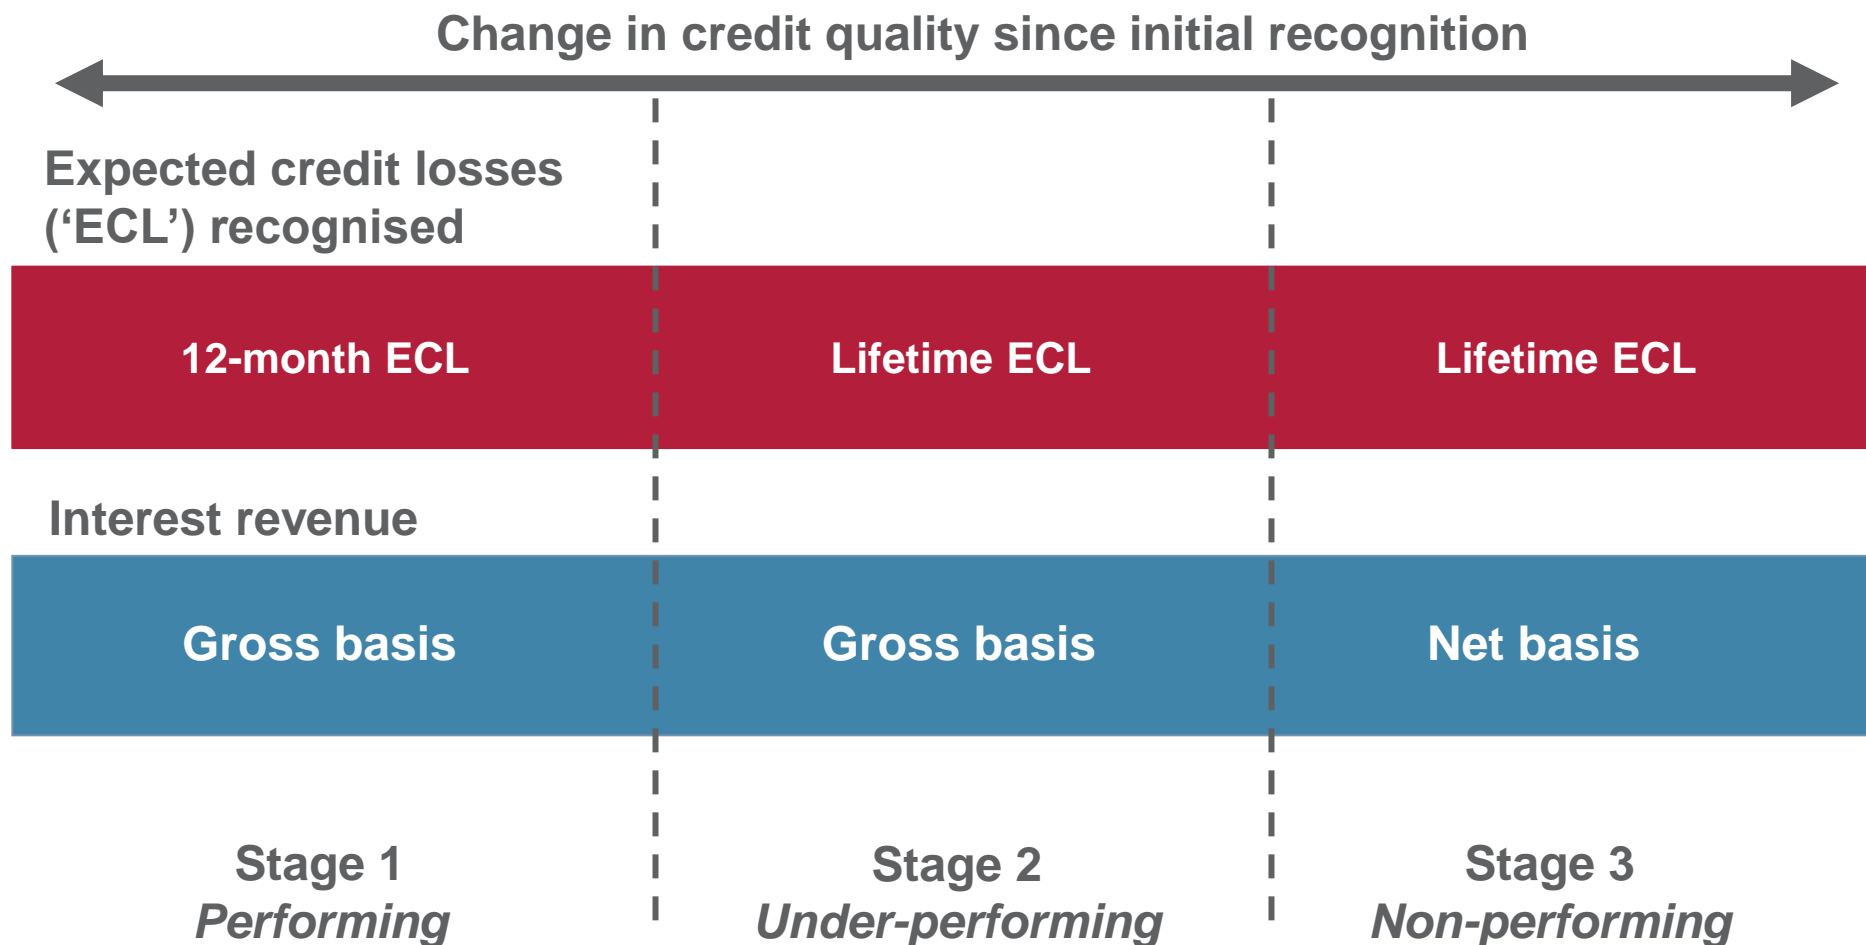 Change in credit quality since initial recognition
Expected credit losses
(‘ECL’) recognised
12-month ECL
Lifetime ECL
Lifetime ECL
Interest revenue
Gross basis
Gross basis
Net basis
Stage 1
Performing
Stage 2
Under-performing
Stage 3
Non-performing